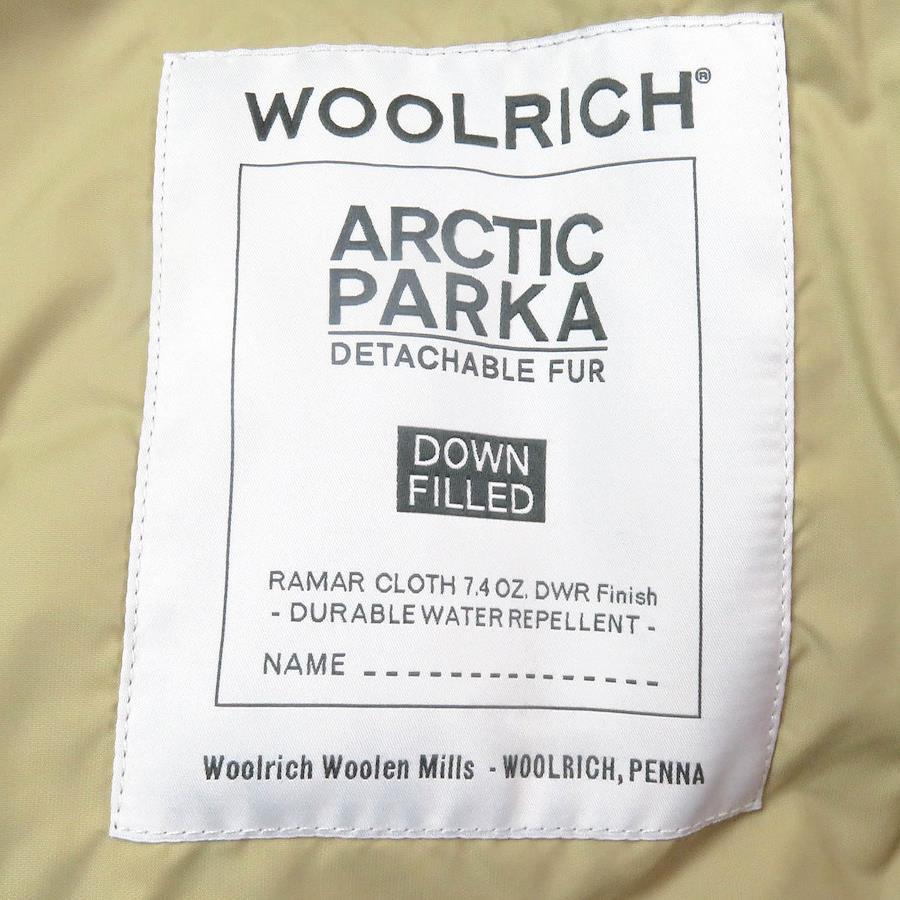 WOOLRICH®
ARCTIC
PARKA
DETACHABLE FUR
DOWN
FILLED
RAMAR CLOTH 7.4 OZ. DWR Finish
- DURABLE WATER REPELLENT -
NAME _ _ _ _ _ _ _ _ _ _ _ _ _ _ _
Woolrich Woolen Mills - WOOLRICH, PENNA